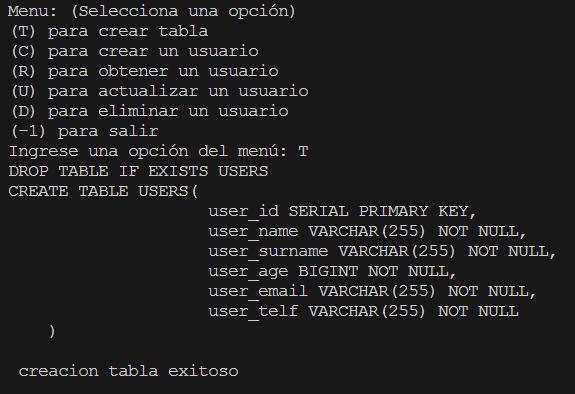 Menu: (Selecciona una opción)
(T) para crear tabla
(C) para crear un usuario
(R) para obtener un usuario
(U) para actualizar un usuario
(D) para eliminar un usuario
(-1) para salir
Ingrese una opción del menú: T
DROP TABLE IF EXISTS USERS
CREATE TABLE USERS(
user_id SERIAL PRIMARY KEY,
user_name VARCHAR(255) NOT NULL,
user_surname VARCHAR(255) NOT NULL,
user_age BIGINT NOT NULL,
user_email VARCHAR(255) NOT NULL,
user_telf VARCHAR(255) NOT NULL
)
creacion tabla exitoso